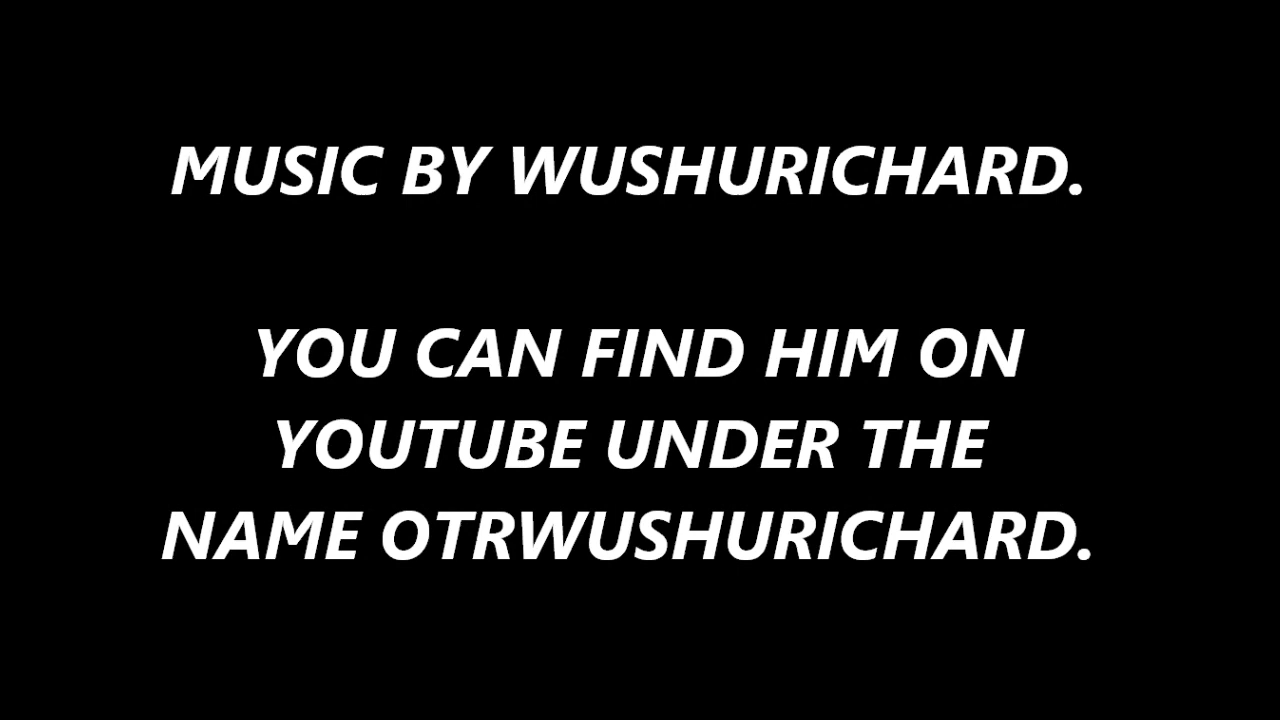 MUSIC BY WUSHURICHARD.
YOU CAN FIND HIM ON
YOUTUBE UNDER THE
NAME OTRWUSHURICHARD.